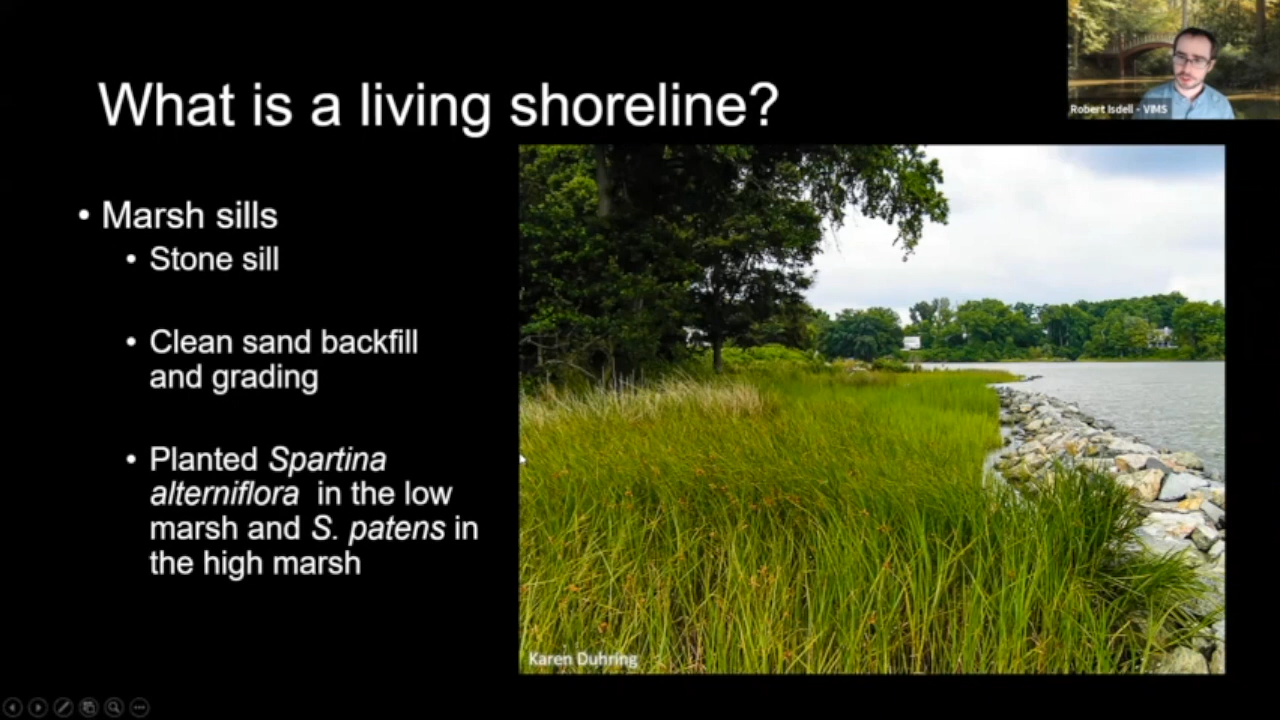 What is a living shoreline?
Robert Isdell - VIMS
• Marsh sills
• Stone sill
• Clean sand backfill
and grading
• Planted Spartina
alterniflora in the low
marsh and S. patens in
the high marsh
Karen Duhring